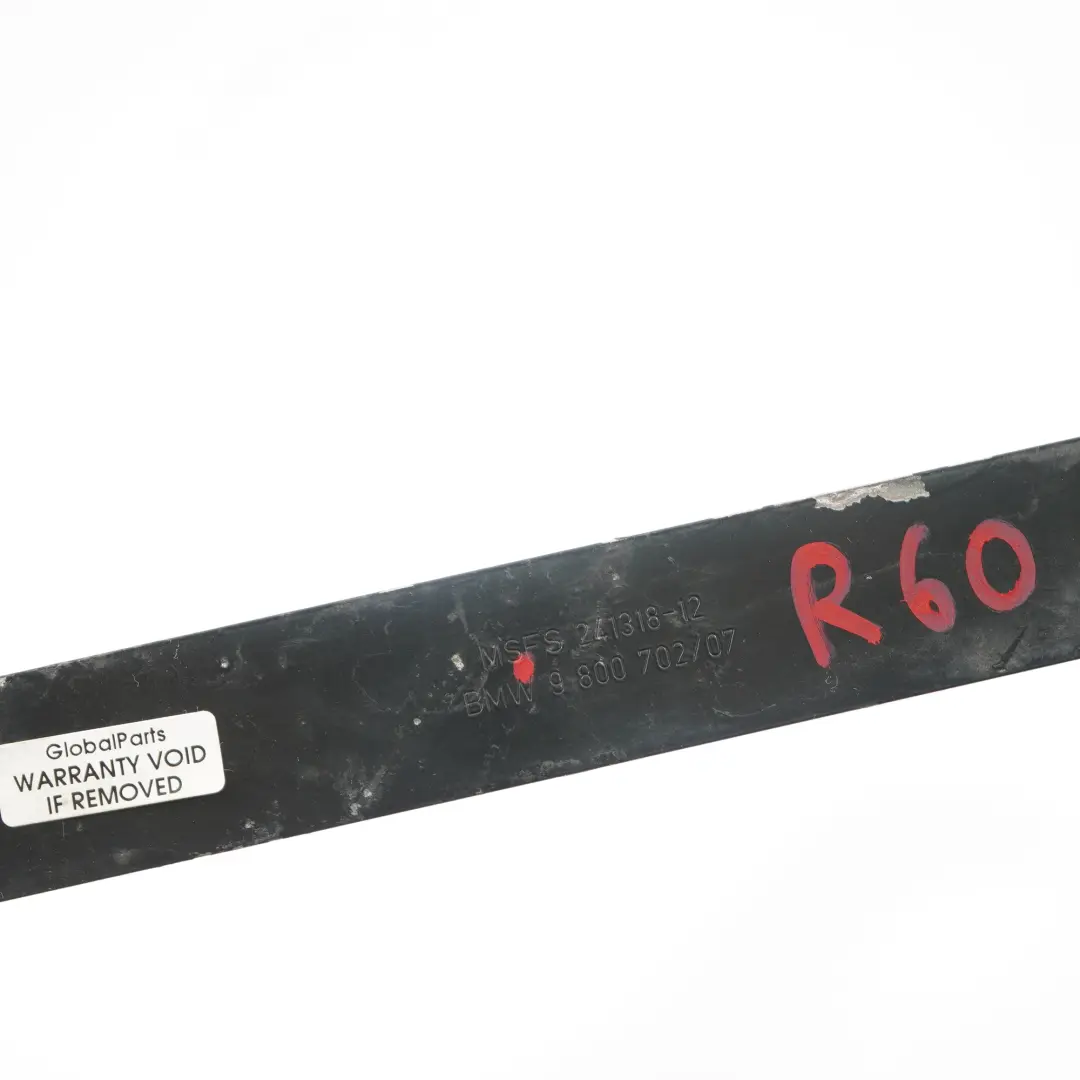 GlobalParts
WARRANTY VOID
IF REMOVED
MSFS 241318-12
BMW 9 800 702/07
R60